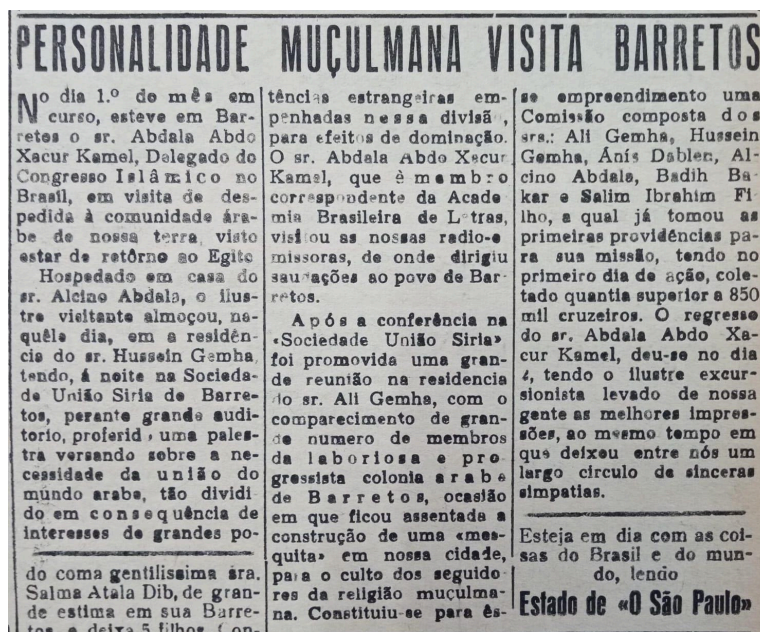 PERSONALIDADE MUÇULMANA VISITA BARRETOS
No dia 1.º do mês em
curso, esteve em Bar-
retos o sr. Abdala Abdo
Xacur Kamel, Delegado do
Congresso Islâmico no
Brasil, em visita de des-
pedida à comunidade ára-
be de nossa terra, visto
estar de retôrno ao Egito
Hospedado em casa do
sr. Alcino Abdala, o ilus-
tre visitante almoçou, na-
quêle dia, em a residên-
cia do sr. Hussein Gemha,
tendo, á noite na Socieda-
de União Siria de Barre-
tos, perante grande audi-
torio, proferid, uma pales-
tra versando sobre a ne-
cessidade da união do
múndo arabe, tão dividi
do em consequência de
interesses de grandes po-
do coma gentilissima sra.
Salma Atala Dib, de gran-
de estima em sua Barre-
tos, e deixa 5 filhos. Con-
tências estrangeiras em-
penhadas nessa divisã,
para efeitos de dominação.
O sr. Abdala Abdo Xacur
Kamel, que è membro
correspondente da Acade
mia Brasileira de L tras,
visitou as nossas radio-e
missoras, de onde dirigiu
saudações ao povo de Bar-
retos.
Após a conferência na
«Sociedade União Siria»
foi promovida uma gran-
de reunião na residencia
do sr. Ali Gemha, com o
comparecimento de gran-
de numero de membros
da laboriosa e pro
gressista colonia arabe
de Barretos, ocasião
em que ficou assentada a
construção de uma «mes-
quita» em nossa cidade,
para o culto dos seguido
res da religião muçulma-
na. Constituiu-se para ês-
se empreendimento uma
Comissão composta dos
srs.: Ali Gemha, Hussein
Gemha, Ánis Dablen, Al-
cino Abdala, Badih Ba-
kar e Salim Ibrahim Fi-
lho, a qual já tomou as
primeiras providências pa-
ra sua missão, tendo no
primeiro dia de ação, cole-
tado quantia superior a 850
mil cruzeiros. O regresso
do sr. Abdala Abdo Xa-
cur Kamel, deu-se no dia
tendo o ilustre excur-
sionista levado de nossa
gente as melhores impres-
sões, ao mesmo tempo em
que deixou entre nós um
largo circulo de sinceras
simpatias.
Esteja em dia com as coi-
sas do Brasil e do mun-
do, lendo
Estado de «O São Paulo»